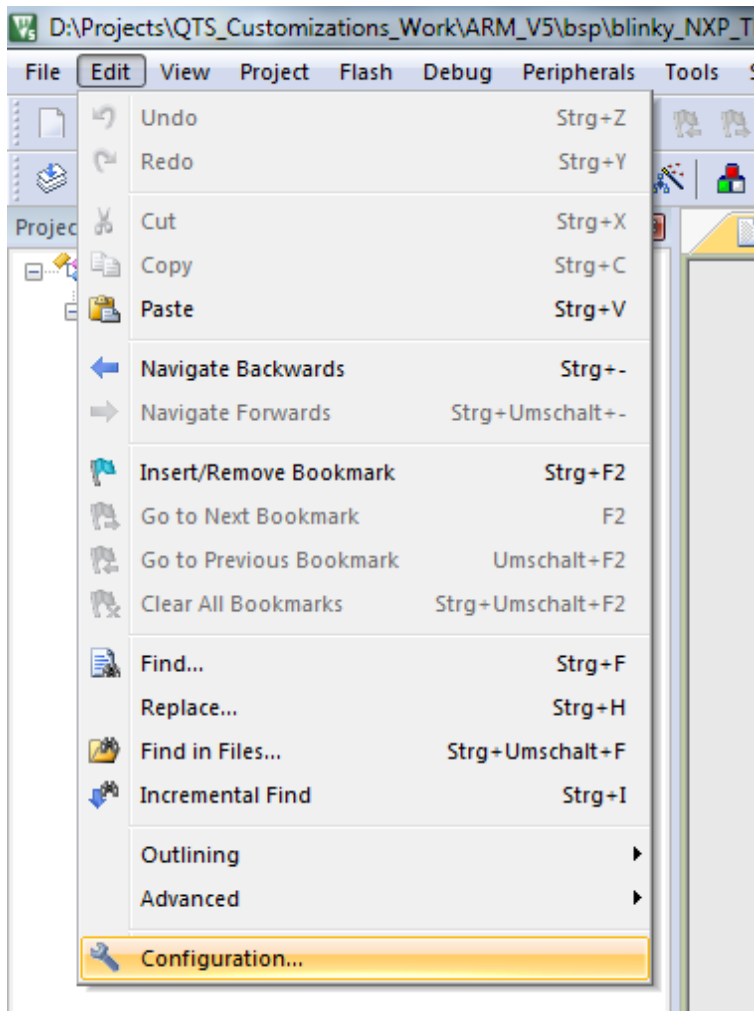 D:\Projects\QTS_Customizations_Work\ARM_V5\bsp\blinky_NXP_T
File Edit View Project Flash Debug Peripherals Tools S
Projec
Undo Strg+Z
Redo Strg+Y
Cut Strg+X
Copy Strg+C
Paste Strg+V
Navigate Backwards Strg+-
Navigate Forwards Strg+Umschalt+-
Insert/Remove Bookmark Strg+F2
Go to Next Bookmark F2
Go to Previous Bookmark Umschalt+F2
Clear All Bookmarks Strg+Umschalt+F2
Find... Strg+F
Replace... Strg+H
Find in Files... Strg+Umschalt+F
Incremental Find Strg+I
Outlining
Advanced
Configuration...